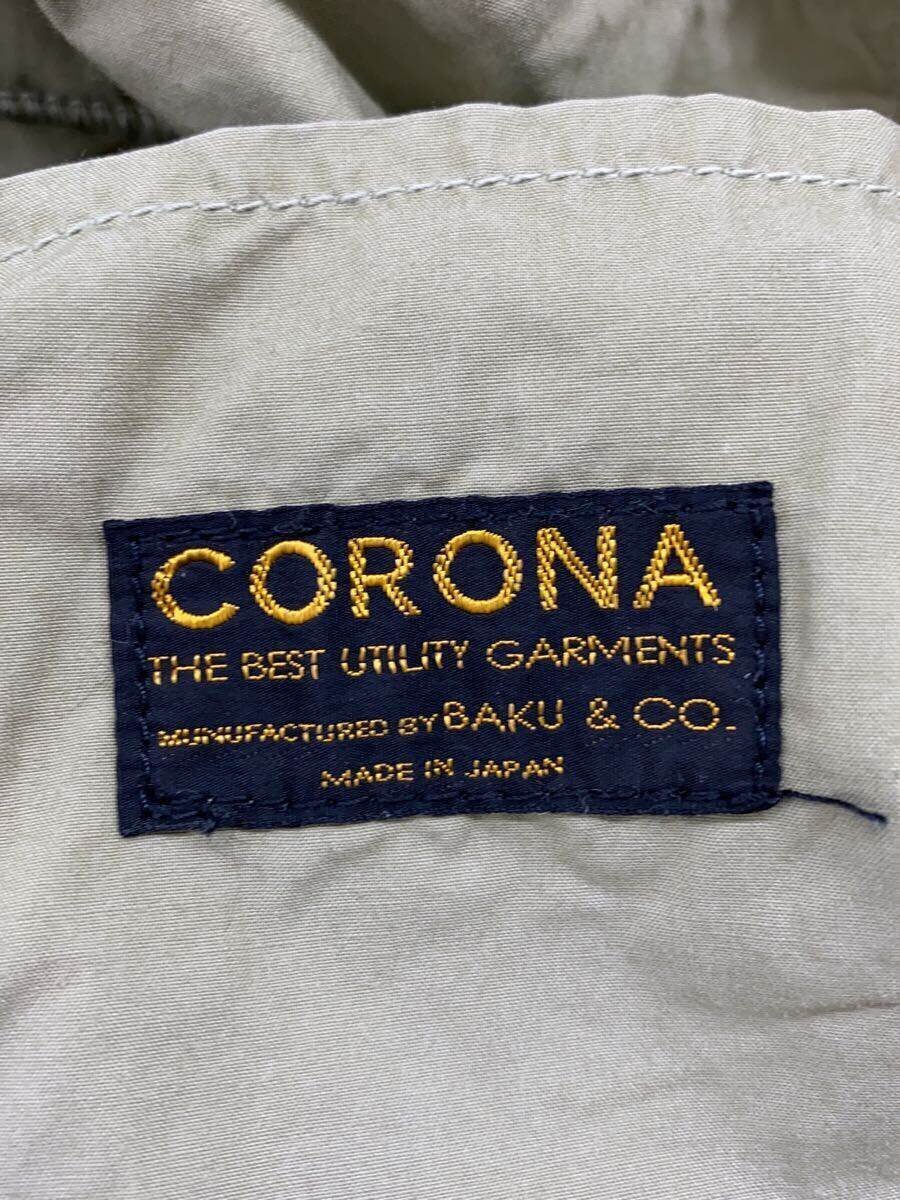 CORONA
THE BEST UTILITY GARMENTS
MUNUFACTURED BY BAKU & CO.
MADE IN JAPAN